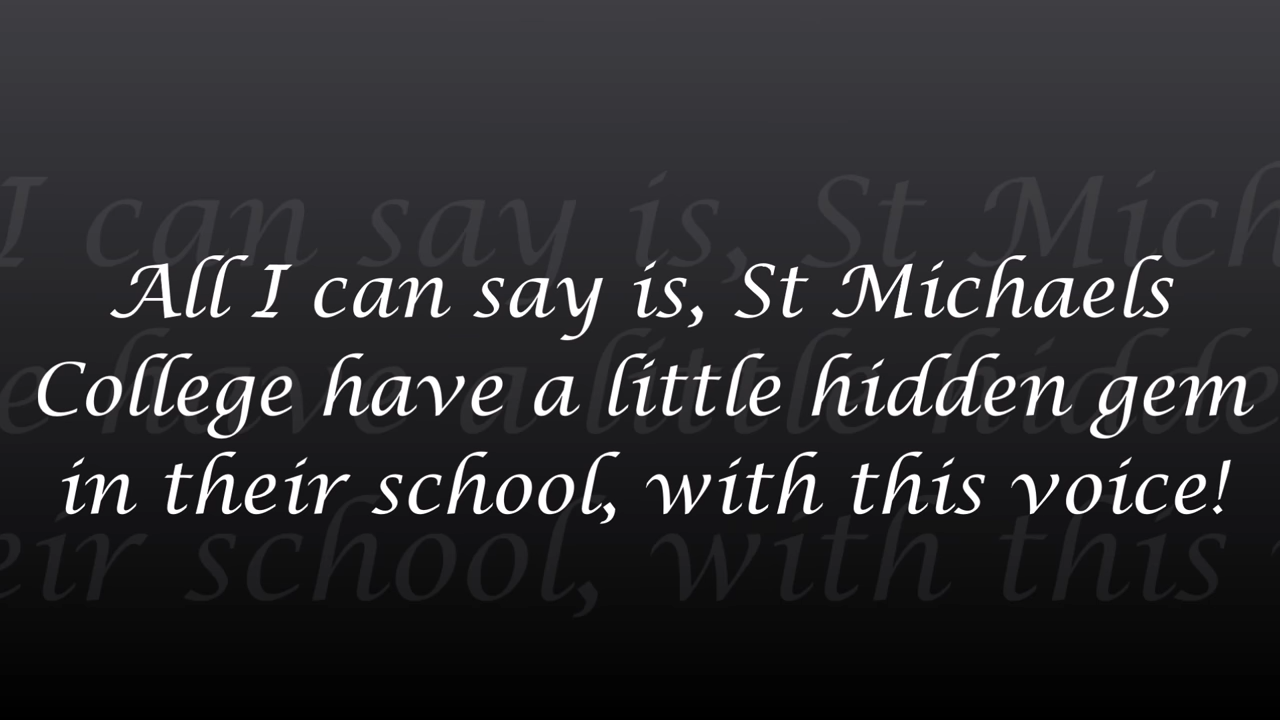 All I can say is, St Michaels
College have a little hidden gem
in their school, with this voice!